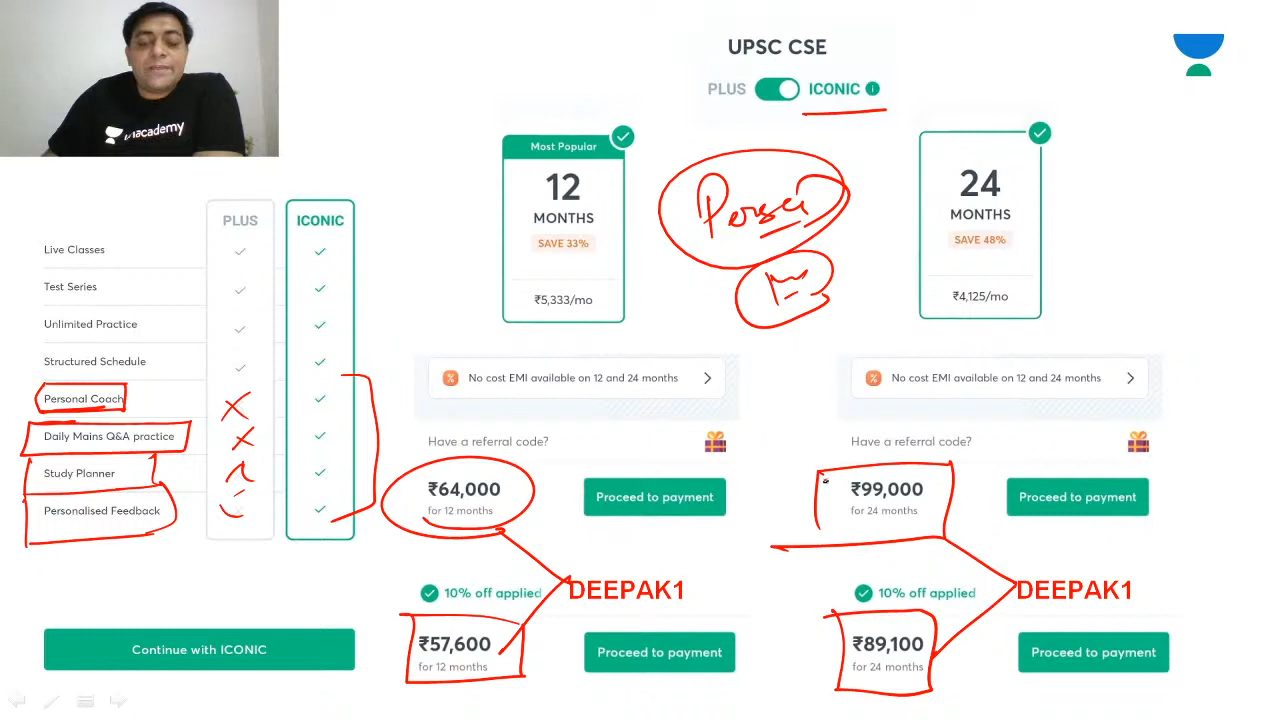 UPSC CSE
PLUS ICONIC i
unacademy
Most Popular
12
MONTHS
SAVE 33%
₹5,333/mo
24
MONTHS
SAVE 48%
₹4,125/mo
PLUS ICONIC
Live Classes
Test Series
Unlimited Practice
Structured Schedule
Personal Coach
Daily Mains Q&A practice
Study Planner
Personalised Feedback
Continue with ICONIC
No cost EMI available on 12 and 24 months
Have a referral code?
₹64,000
for 12 months
Proceed to payment
10% off applied
DEEPAK1
₹57,600
for 12 months
Proceed to payment
No cost EMI available on 12 and 24 months
Have a referral code?
₹99,000
for 24 months
Proceed to payment
10% off applied
DEEPAK1
₹89,100
for 24 months
Proceed to payment